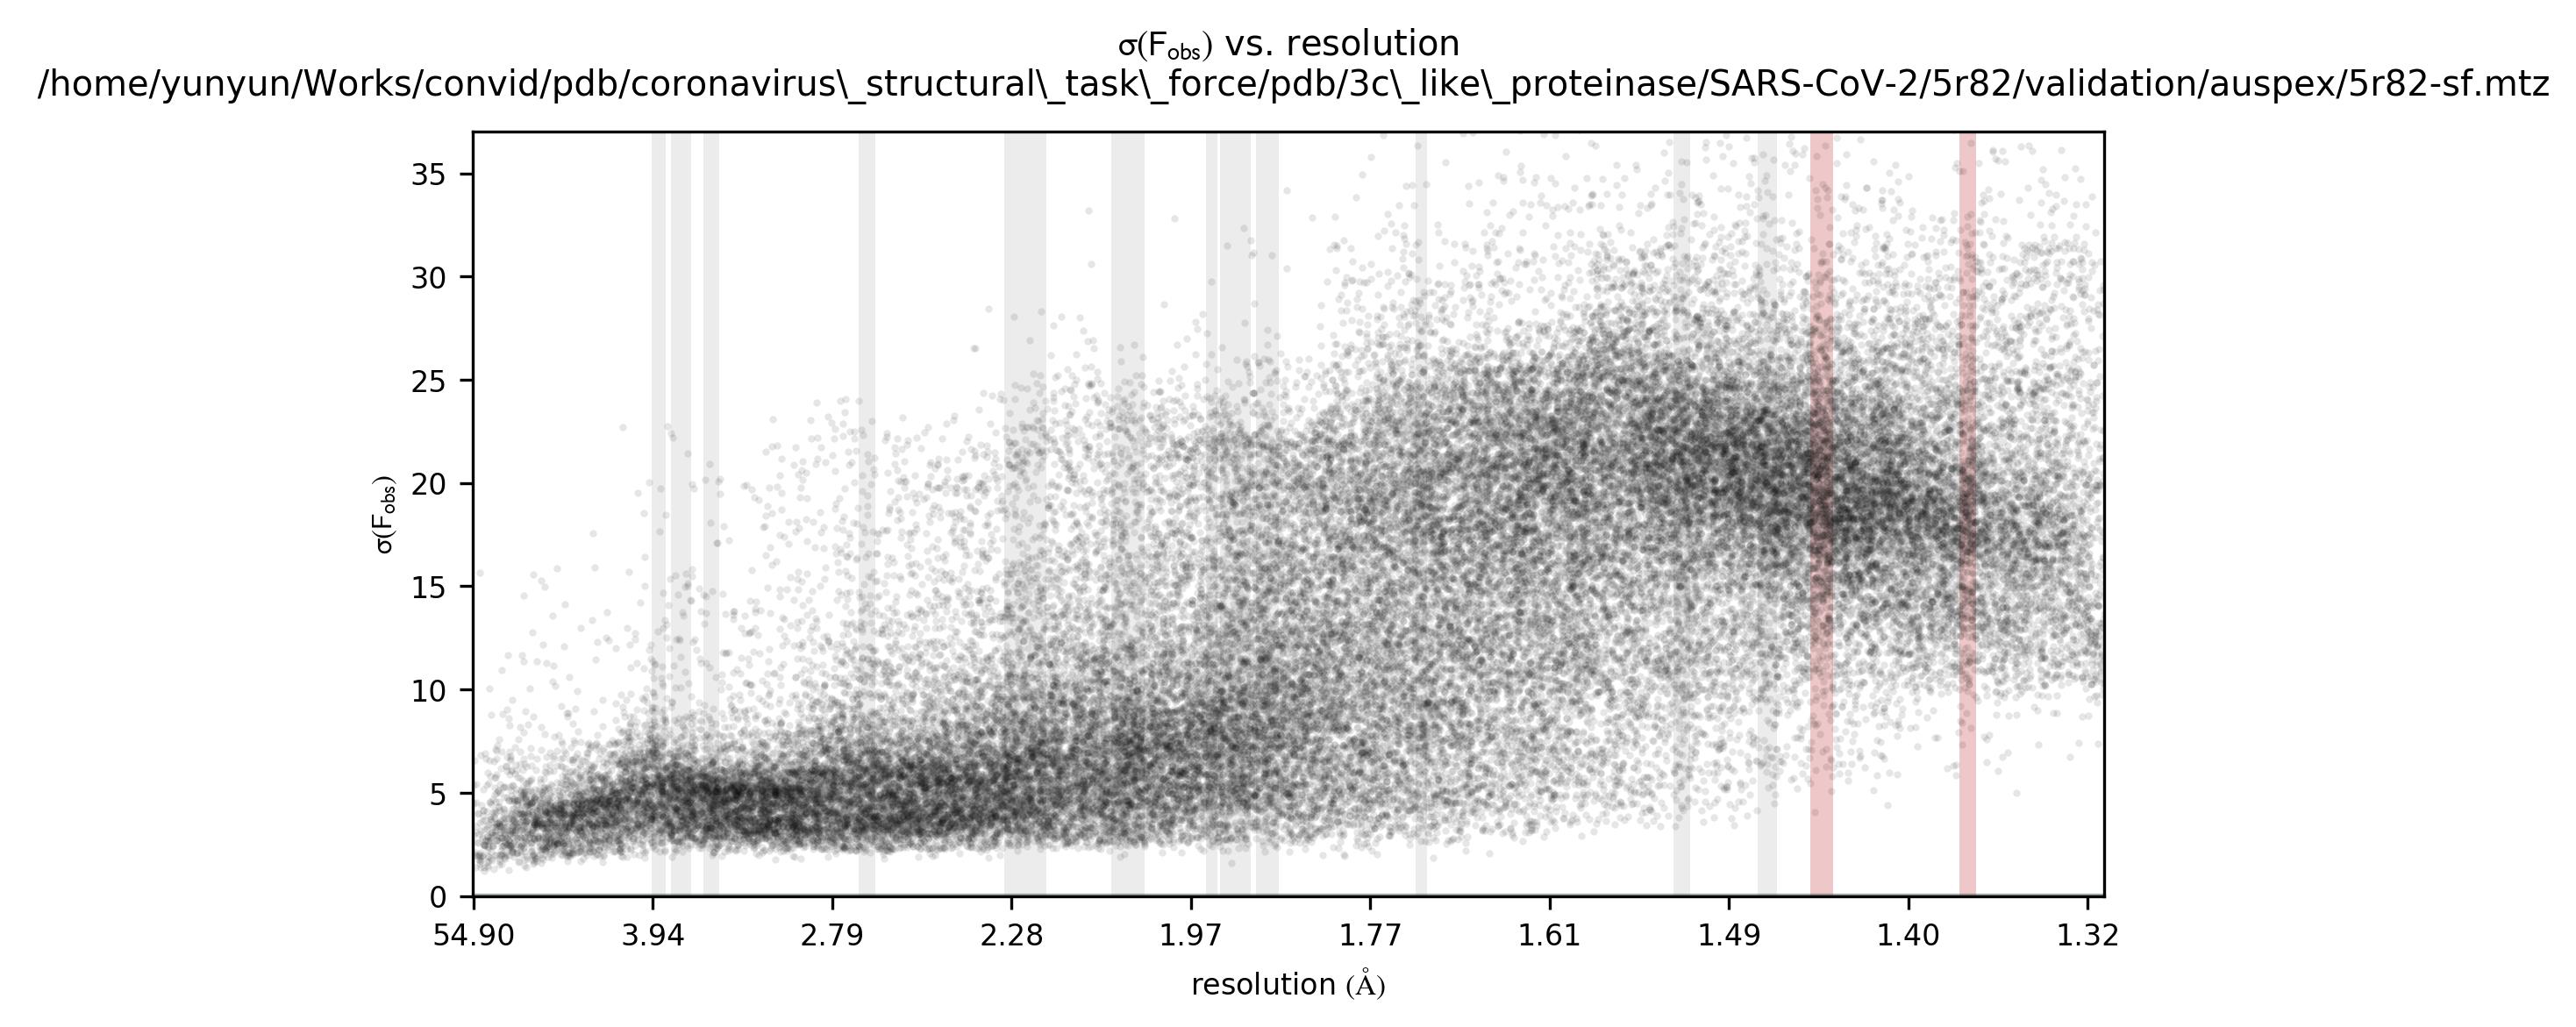 σ(Fobs) vs. resolution
/home/yunyun/Works/convid/pdb/coronavirus\_structural\_task\_force/pdb/3c\_like\_proteinase/SARS-CoV-2/5r82/validation/auspex/5r82-sf.mtz
35
30
25
20
15
10
5
0
σ(Fobs)
54.90 3.94 2.79 2.28 1.97 1.77 1.61 1.49 1.40 1.32
resolution (Å)